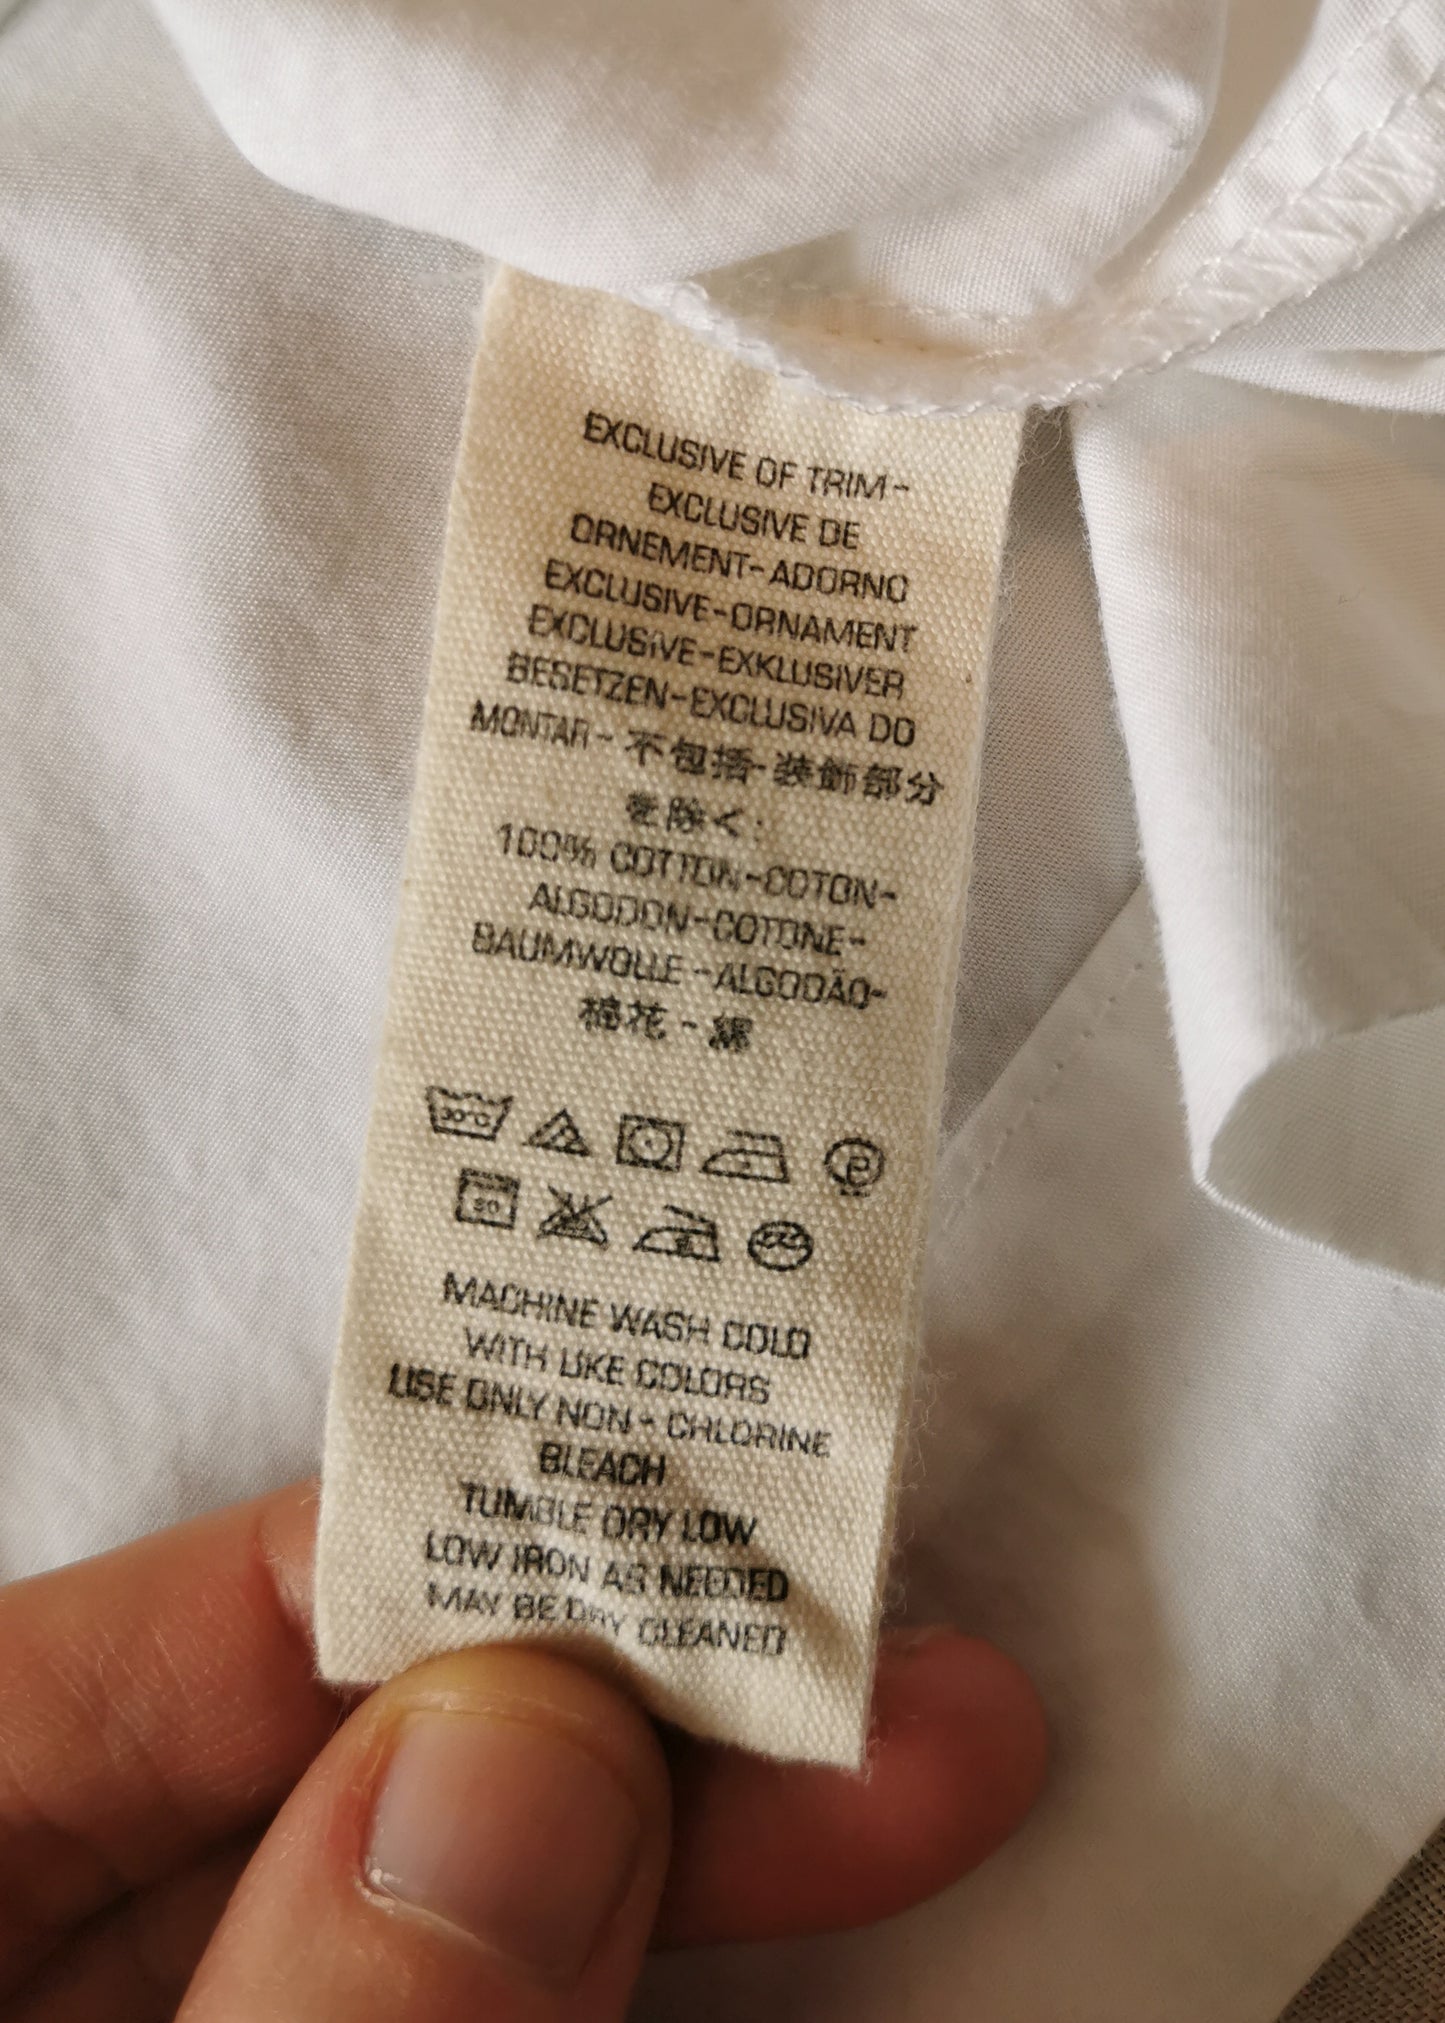 EXCLUSIVE OF TRIM-
EXCLUSIVE DE
ORNEMENT-ADORNO
EXCLUSIVE-ORNAMENT
EXCLUSIVE-EXKLUSIVER
BESETZEN-EXCLUSIVA DO
MONTAR-不包括-装飾部分
を除く:
100% COTTON-COTON-
ALGODON-COTONE-
BAUMWOLLE-ALGODÃO-
棉花-綿
30°C
P
MACHINE WASH COLD
WITH LIKE COLORS
USE ONLY NON-CHLORINE
BLEACH
TUMBLE DRY LOW
LOW IRON AS NEEDED
MAY BE DRY CLEANED